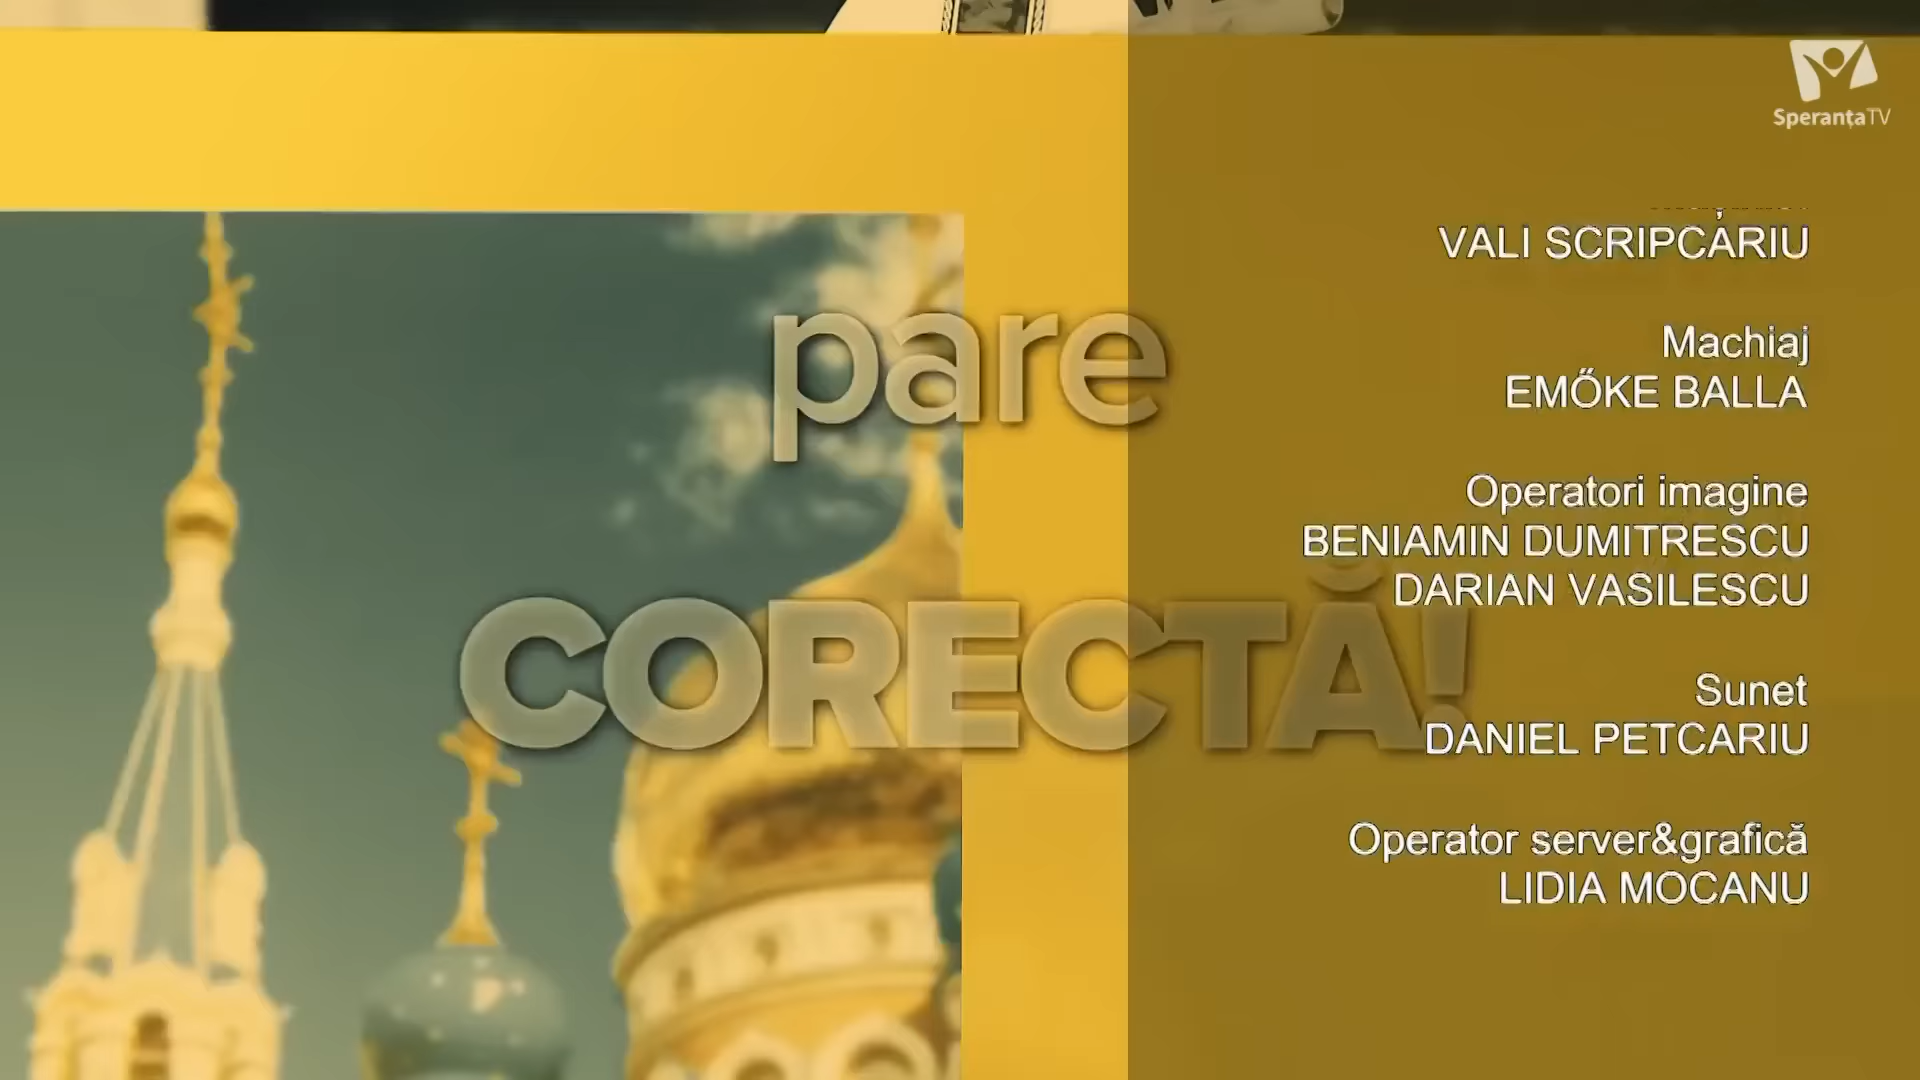 SperanțaTV
pare
CORECTĂ!
VALI SCRIPCARIU
Machiaj
EMŐKE BALLA
Operatori imagine
BENIAMIN DUMITRESCU
DARIAN VASILESCU
Sunet
DANIEL PETCARIU
Operator server&grafică
LIDIA MOCANU